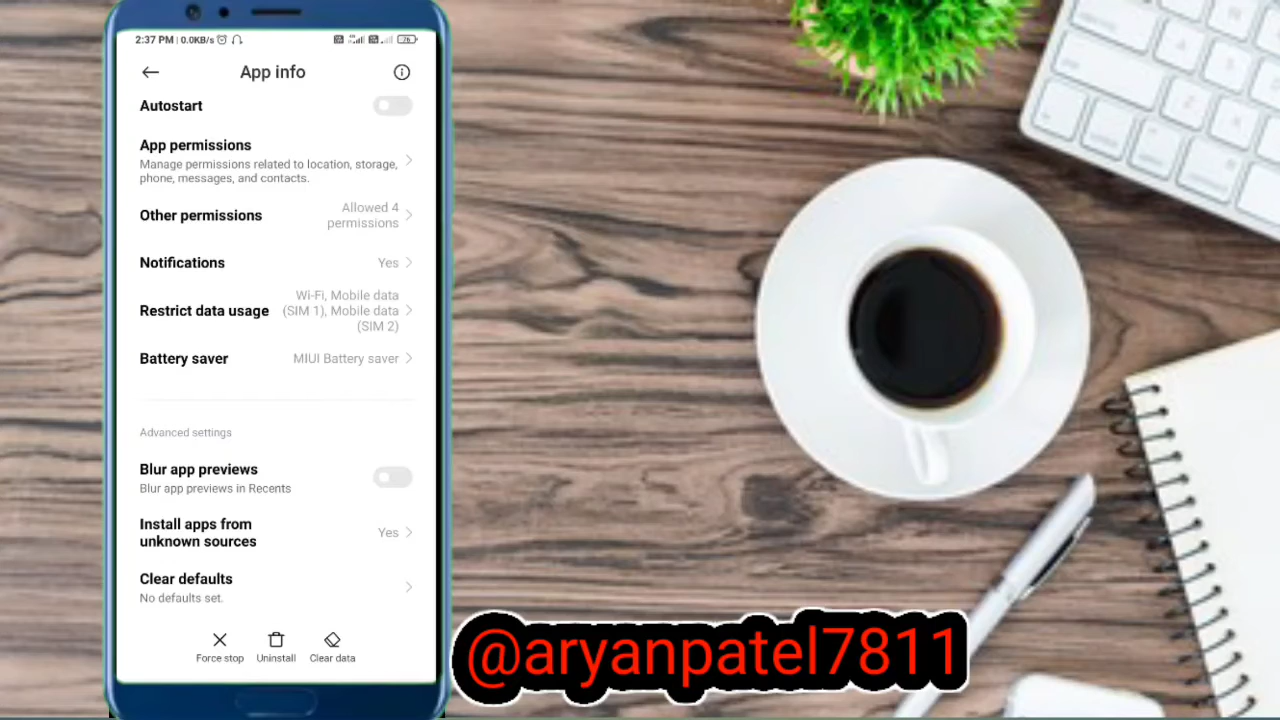 2:37 PM | 0.0KB/s
76
App info
Autostart
App permissions
Manage permissions related to location, storage,
phone, messages, and contacts.
Other permissions
Allowed 4
permissions
Notifications
Yes
Restrict data usage
Wi-Fi, Mobile data
(SIM 1), Mobile data
(SIM 2)
Battery saver
MIUI Battery saver
Advanced settings
Blur app previews
Blur app previews in Recents
Install apps from
unknown sources
Yes
Clear defaults
No defaults set.
Force stop
Uninstall
Clear data
@aryanpatel7811